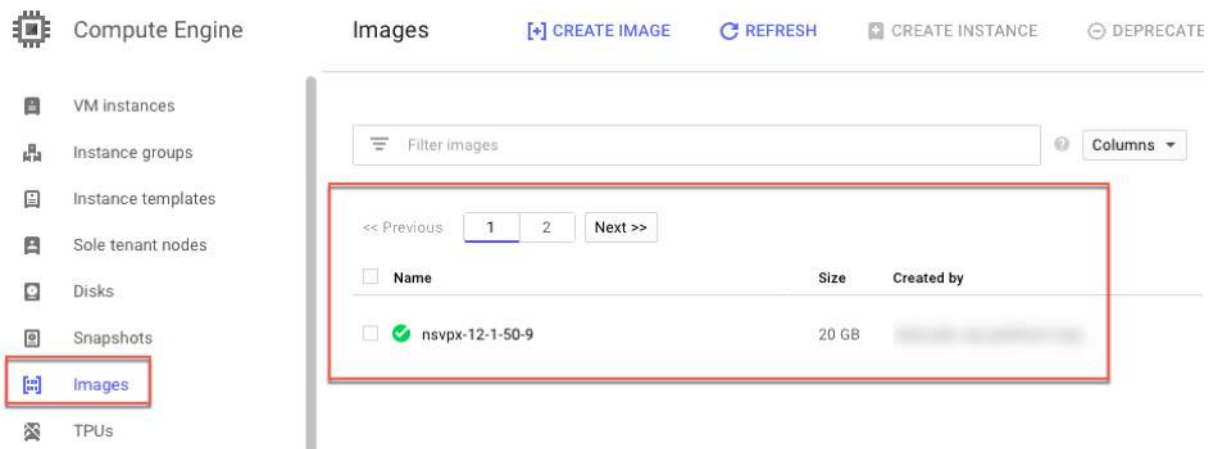 Compute Engine
Images
CREATE IMAGE
REFRESH
CREATE INSTANCE
DEPRECATE
VM instances
Instance groups
Instance templates
Sole tenant nodes
Disks
Snapshots
Images
TPUs
Filter images
Columns
<< Previous 1 2 Next >>
Name Size Created by
nsvpx-12-1-50-9 20 GB